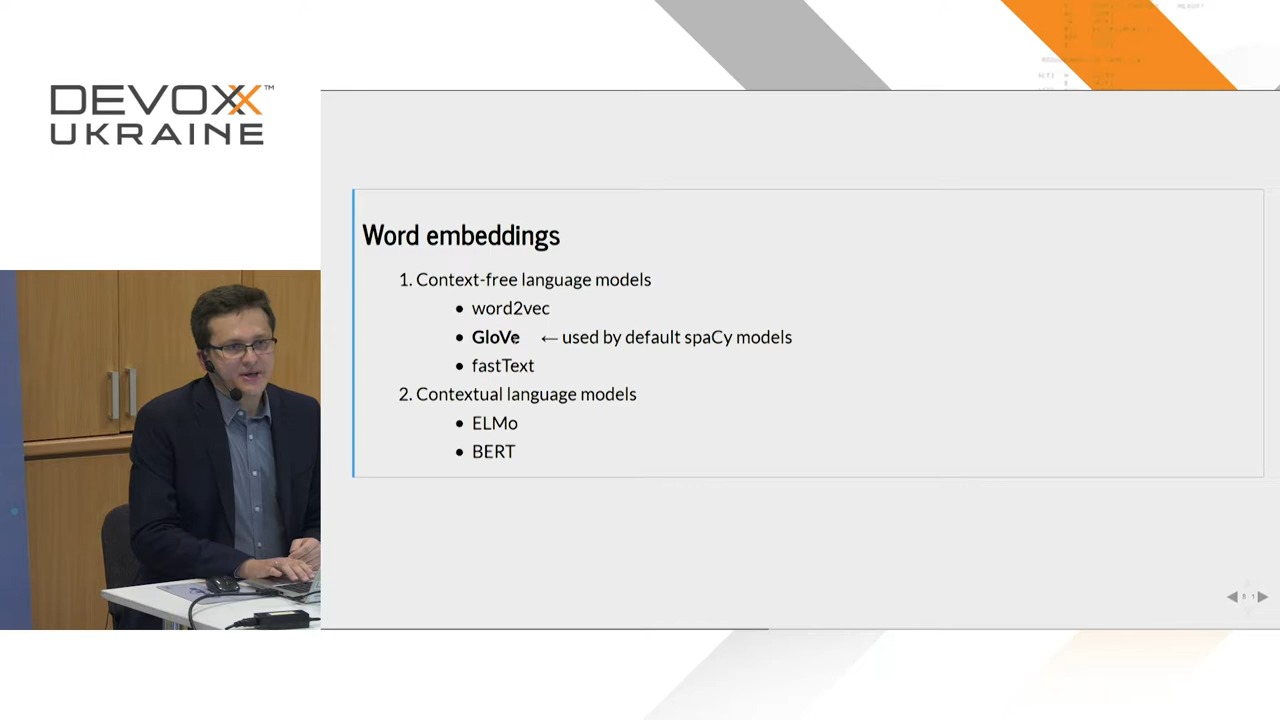 DEVOXX™
UKRAINE
Word embeddings
1. Context-free language models
• word2vec
• GloVe ← used by default spaCy models
• fastText
2. Contextual language models
• ELMo
• BERT